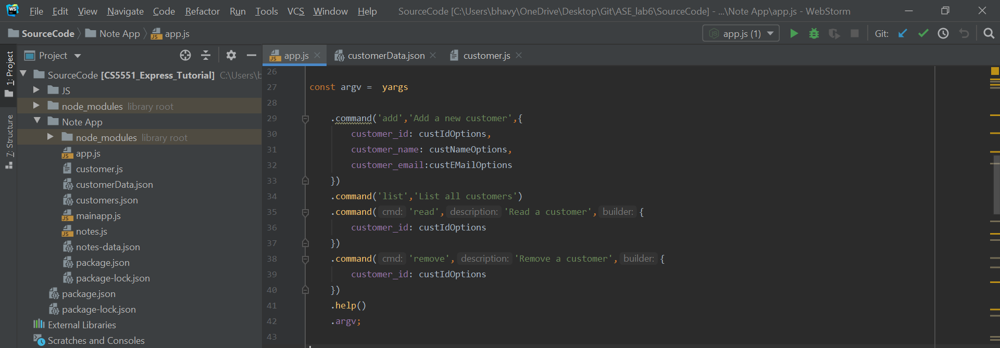 WS File Edit View Navigate Code Refactor Run Tools VCS Window Help SourceCode [C:\Users\bhavy\OneDrive\Desktop\Git\ASE_lab6\SourceCode] - ...\Note App\app.js - WebStorm
SourceCode Note App app.js app.js (1) Git:
1: Project
7: Structure
Project
SourceCode [CS5551_Express_Tutorial] C:\Users\b
JS
node_modules library root
Note App
node_modules library root
app.js
customer.js
customerData.json
customers.json
mainapp.js
notes.js
notes-data.json
package.json
package-lock.json
package.json
package-lock.json
External Libraries
Scratches and Consoles
app.js customerData.json customer.js
26
27 const argv =  yargs
28
29 .command('add','Add a new customer',{
30 customer_id: custIdOptions,
31 customer_name: custNameOptions,
32 customer_email:custEMailOptions
33 })
34 .command('list','List all customers')
35 .command( cmd: 'read', description: 'Read a customer', builder: {
36 customer_id: custIdOptions
37 })
38 .command( cmd: 'remove', description: 'Remove a customer', builder: {
39 customer_id: custIdOptions
40 })
41 .help()
42 .argv;
43